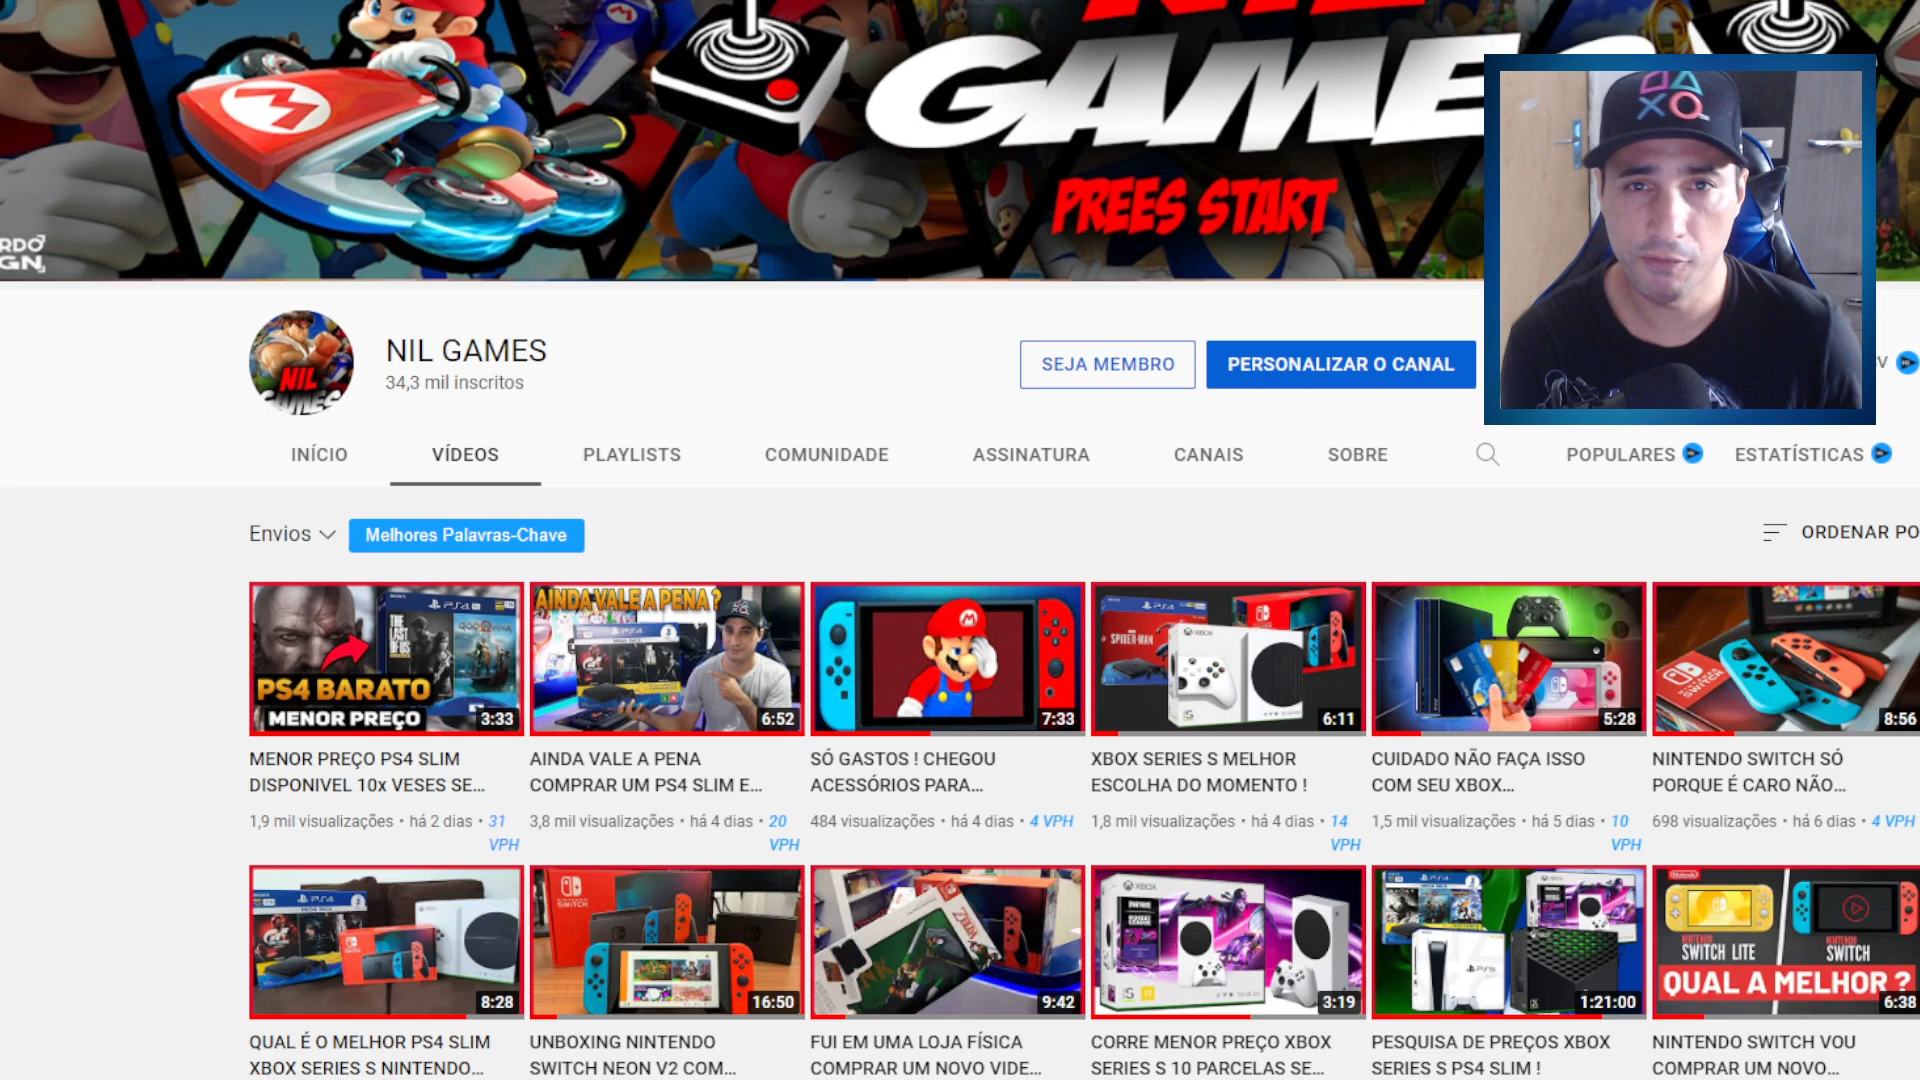 GAMES
PREES START
RDO
GN
NIL GAMES
34,3 mil inscritos
SEJA MEMBRO
PERSONALIZAR O CANAL
INÍCIO
VÍDEOS
PLAYLISTS
COMUNIDADE
ASSINATURA
CANAIS
SOBRE
POPULARES
ESTATÍSTICAS
Envios
Melhores Palavras-Chave
ORDENAR PO
PS4 BARATO
MENOR PREÇO
3:33
AINDA VALE A PENA ?
6:52
7:33
SPIDER-MAN
XBOX
6:11
5:28
8:56
MENOR PREÇO PS4 SLIM
DISPONIVEL 10x VESES SE...
1,9 mil visualizações • há 2 dias • 31
VPH
AINDA VALE A PENA
COMPRAR UM PS4 SLIM E...
3,8 mil visualizações • há 4 dias • 20
VPH
SÓ GASTOS ! CHEGOU
ACESSÓRIOS PARA...
484 visualizações • há 4 dias • 4 VPH
XBOX SERIES S MELHOR
ESCOLHA DO MOMENTO !
1,8 mil visualizações • há 4 dias • 14
VPH
CUIDADO NÃO FAÇA ISSO
COM SEU XBOX...
1,5 mil visualizações • há 5 dias • 10
VPH
NINTENDO SWITCH SÓ
PORQUE É CARO NÃO...
698 visualizações • há 6 dias • 4 VPH
8:28
16:50
ZELDA
9:42
XBOX
3:19
1:21:00
NINTENDO
SWITCH LITE
NINTENDO
SWITCH
QUAL A MELHOR ?
6:38
QUAL É O MELHOR PS4 SLIM
XBOX SERIES S NINTENDO...
UNBOXING NINTENDO
SWITCH NEON V2 COM...
FUI EM UMA LOJA FÍSICA
COMPRAR UM NOVO VIDE...
CORRE MENOR PREÇO XBOX
SERIES S 10 PARCELAS SE...
PESQUISA DE PREÇOS XBOX
SERIES S PS4 SLIM !
NINTENDO SWITCH VOU
COMPRAR UM NOVO...